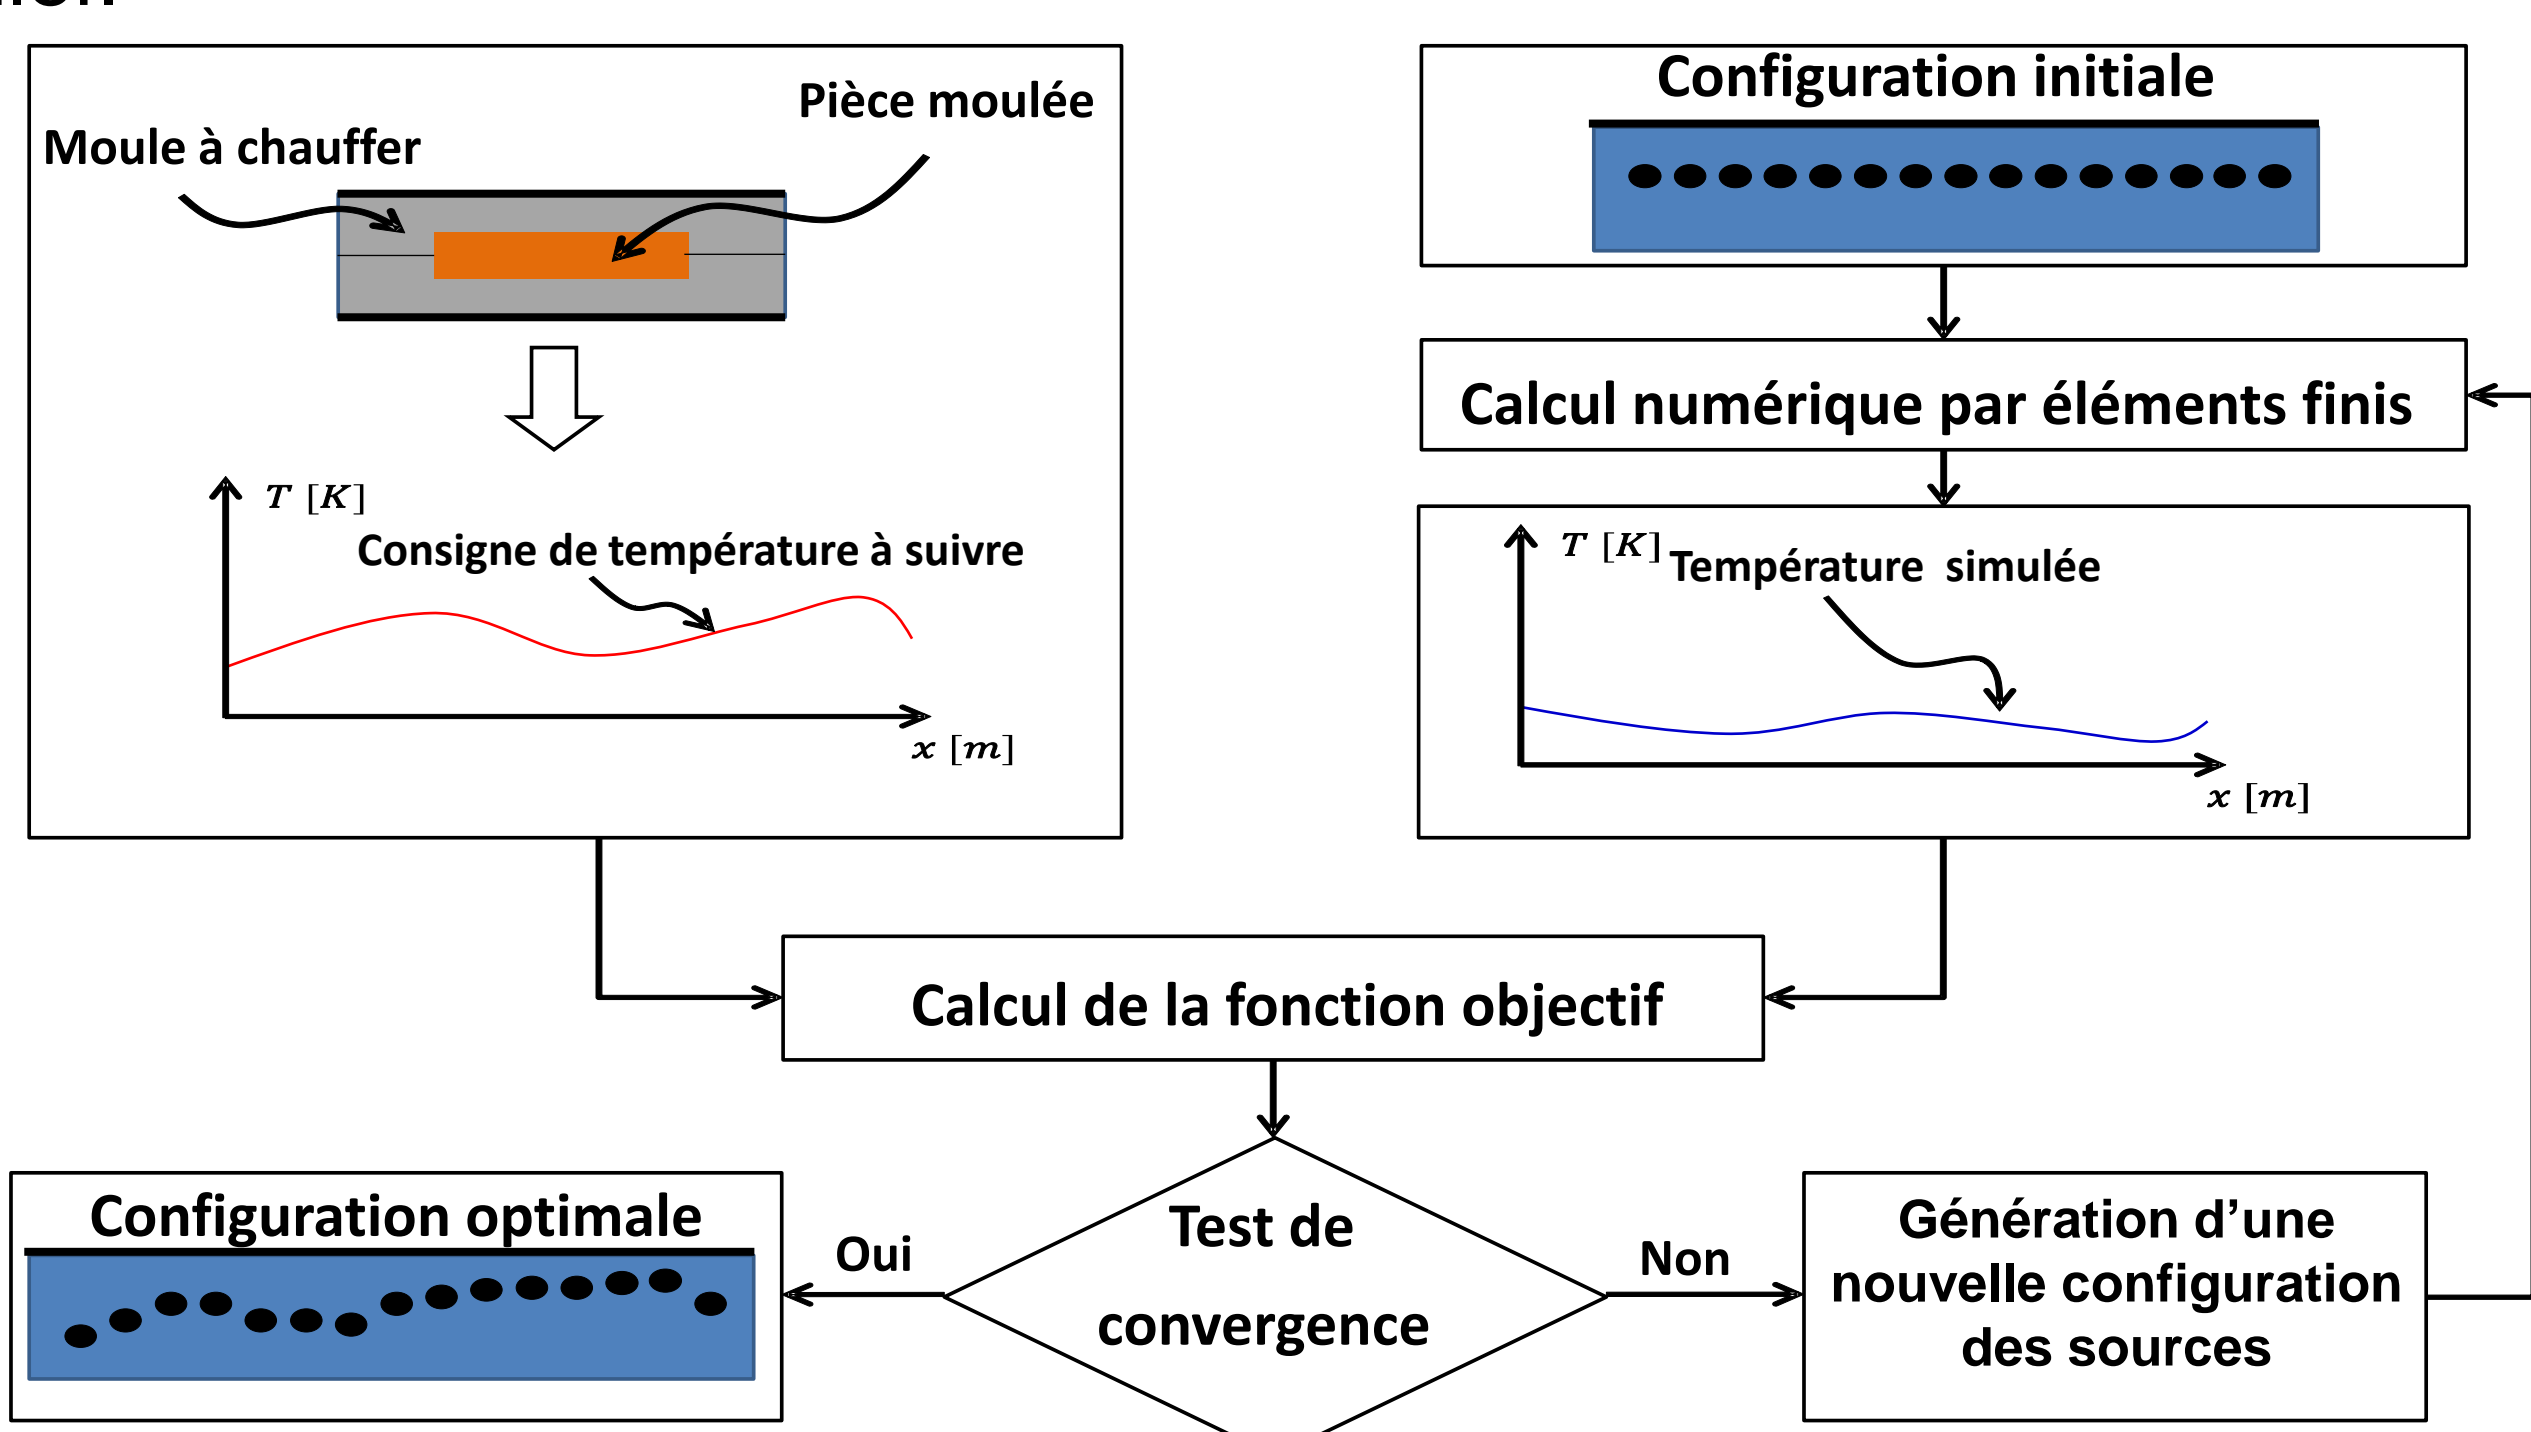 Pièce moulée
Moule à chauffer
T [K]
Consigne de température à suivre
x [m]
Configuration initiale
Calcul numérique par éléments finis
T [K]
Température simulée
x [m]
Calcul de la fonction objectif
Test de
convergence
Oui
Non
Configuration optimale
Génération d’une
nouvelle configuration
des sources